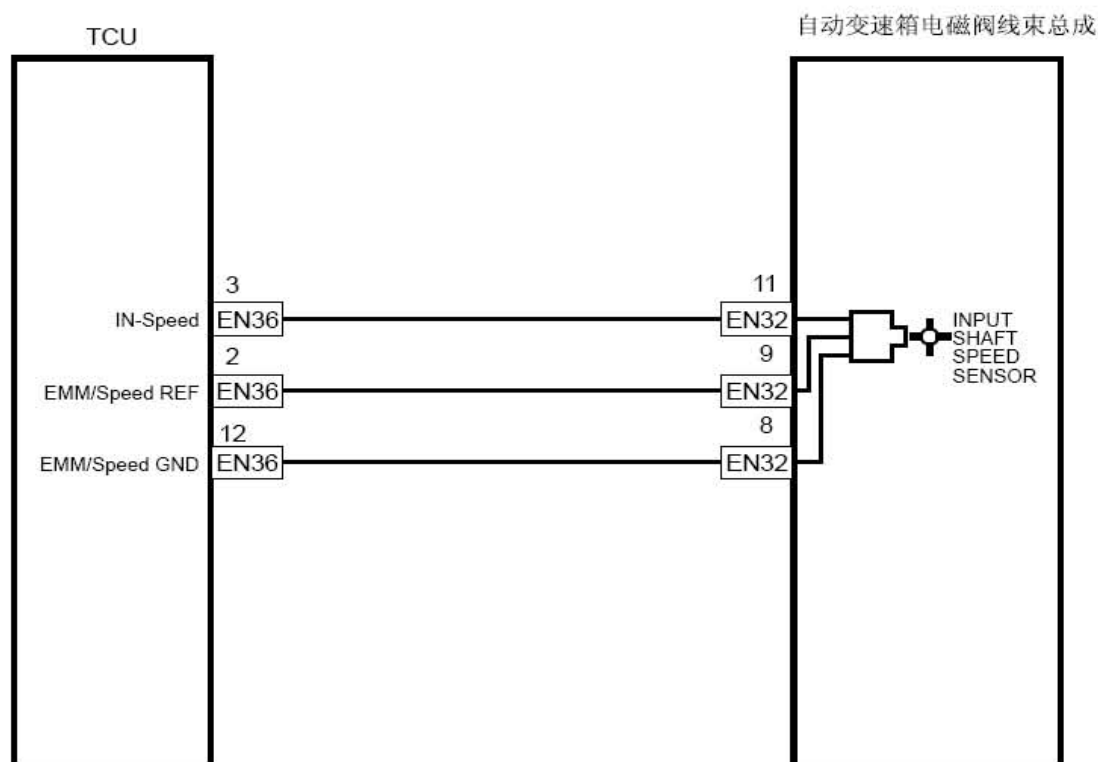 自动变速箱电磁阀线束总成
TCU
3
11
IN-Speed
EN36
EN32
INPUT
SHAFT
SPEED
SENSOR
2
9
EMM/Speed REF
EN36
EN32
12
8
EMM/Speed GND
EN36
EN32